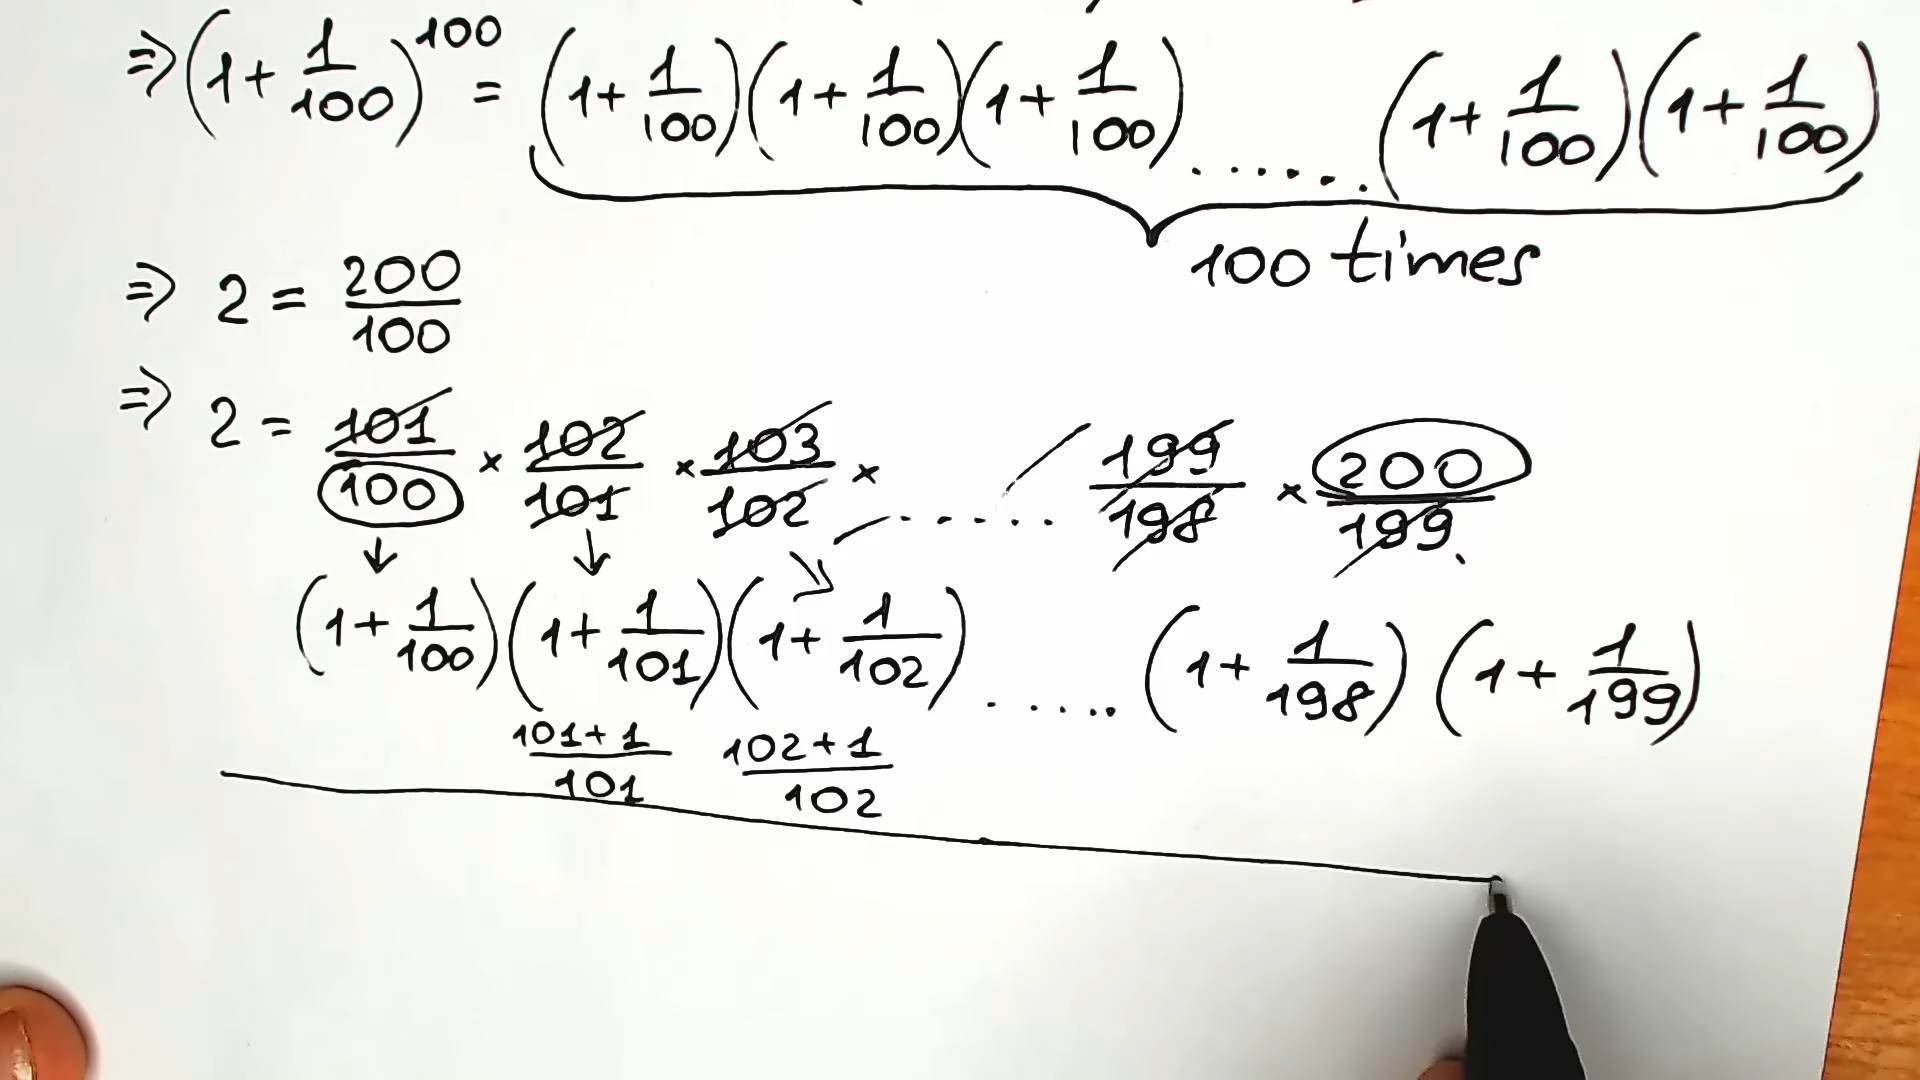 ⇒ (1 + 1/100)^100 = (1 + 1/100)(1 + 1/100)(1 + 1/100) ...... (1 + 1/100)(1 + 1/100)
100 times
⇒ 2 = 200/100
⇒ 2 = 101/100 × 102/101 × 103/102 × ..... 199/198 × 200/199.
↓ ↓ ↘
(1 + 1/100)(1 + 1/101)(1 + 1/102) ..... (1 + 1/198)(1 + 1/199)
101+1/101 102+1/102